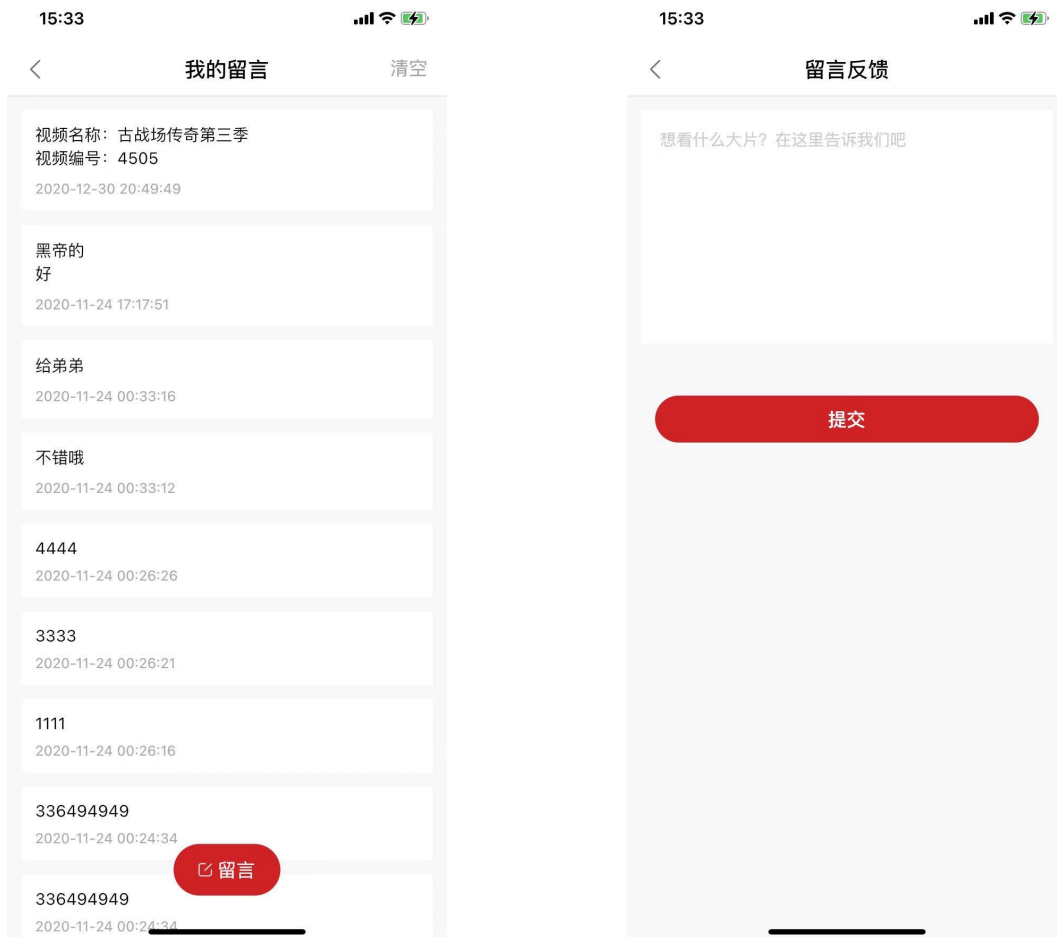 15:33
我的留言
清空
视频名称：古战场传奇第三季
视频编号：4505
2020-12-30 20:49:49
黑帝的
好
2020-11-24 17:17:51
给弟弟
2020-11-24 00:33:16
不错哦
2020-11-24 00:33:12
4444
2020-11-24 00:26:26
3333
2020-11-24 00:26:21
1111
2020-11-24 00:26:16
336494949
2020-11-24 00:24:34
留言
336494949
2020-11-24 00:24:34
15:33
留言反馈
想看什么大片？在这里告诉我们吧
提交